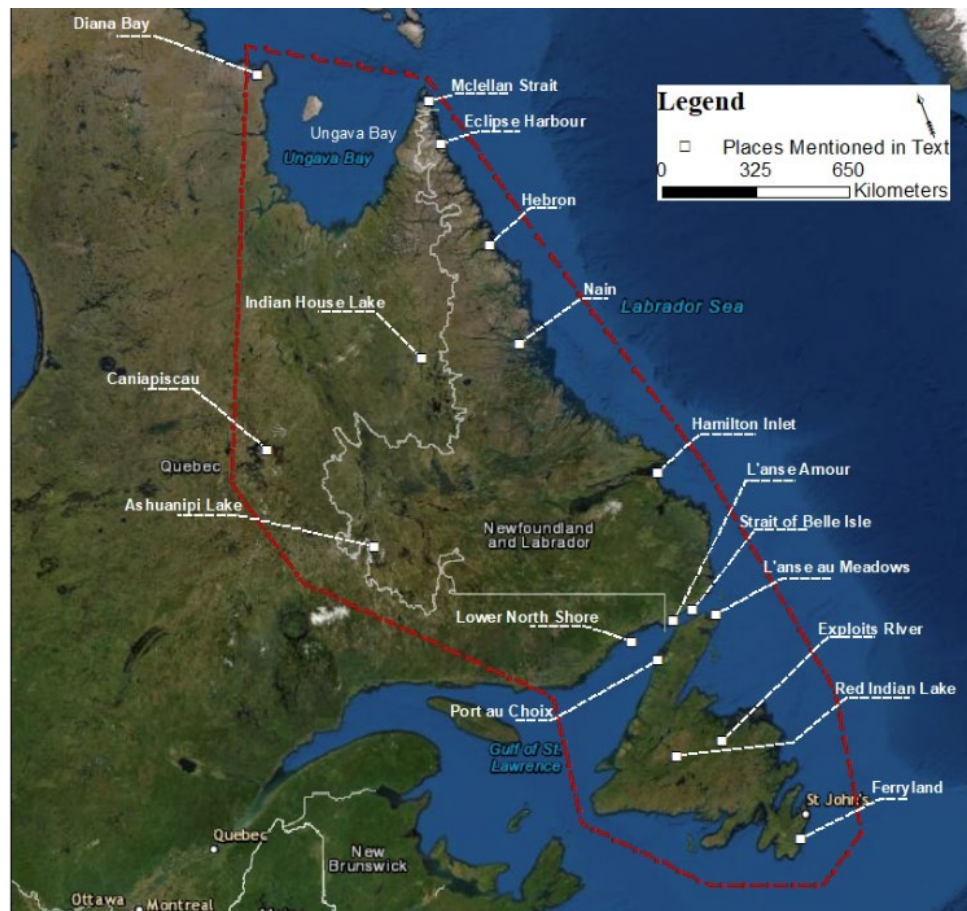 Diana Bay
Mclellan Strait
Eclipse Harbour
Ungava Bay
Ungava Bay
Legend
Places Mentioned in Text
0 325 650
Kilometers
Hebron
Nain
Labrador Sea
Indian House Lake
Caniapiscau
Hamilton Inlet
Quebec
L'anse Amour
Ashuanipi Lake
Newfoundland
and Labrador
Strait of Belle Isle
L'anse au Meadows
Lower North Shore
Exploits RIver
Red Indian Lake
Port au Choix
Gulf of St.
Lawrence
Ferryland
St John's
Quebec
New
Brunswick
Ottawa
Montreal